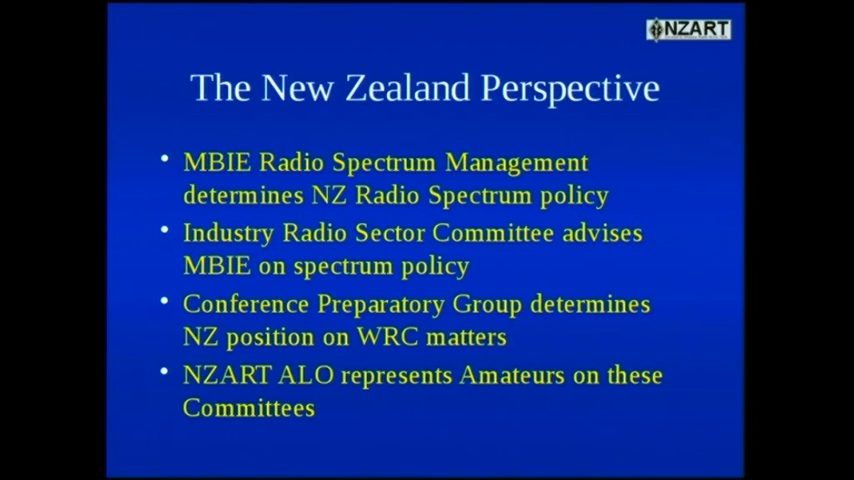 NZART
The New Zealand Perspective
• MBIE Radio Spectrum Management
determines NZ Radio Spectrum policy
• Industry Radio Sector Committee advises
MBIE on spectrum policy
• Conference Preparatory Group determines
NZ position on WRC matters
• NZART ALO represents Amateurs on these
Committees